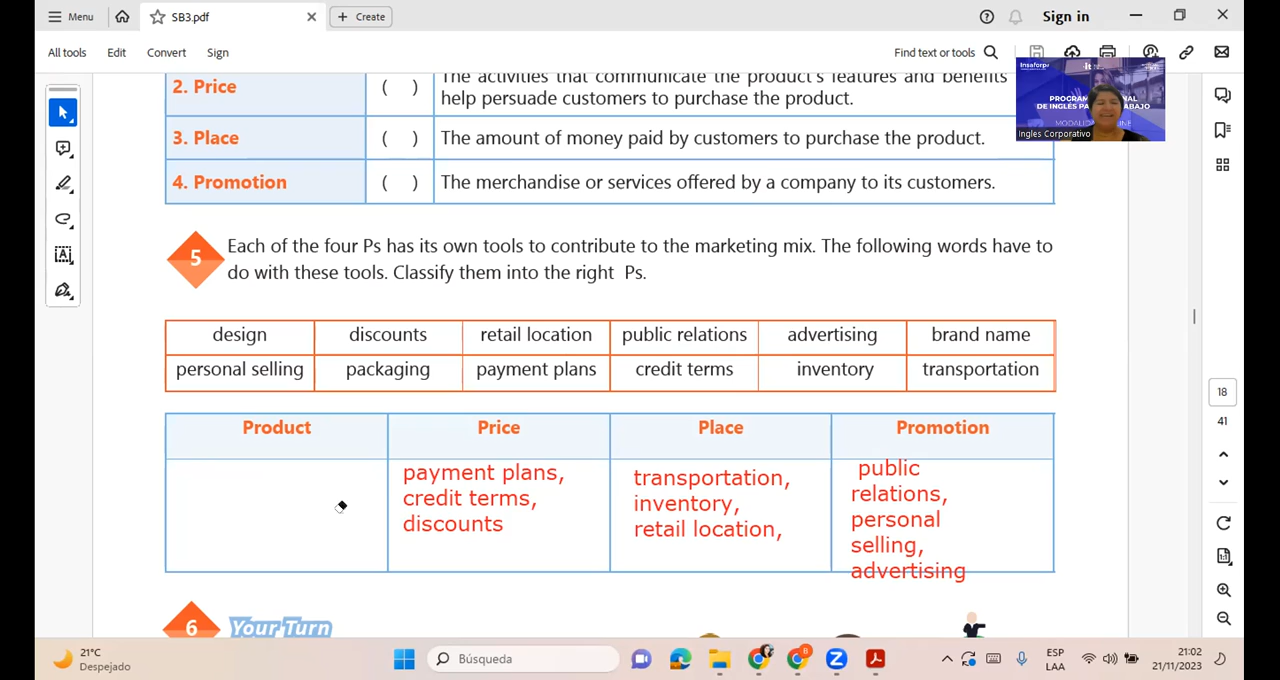 Menu
SB3.pdf
Create
Sign in
All tools
Edit
Convert
Sign
Find text or tools
2. Price
( )
The activities that communicate the product's features and benefits
help persuade customers to purchase the product.
3. Place
( )
The amount of money paid by customers to purchase the product.
4. Promotion
( )
The merchandise or services offered by a company to its customers.
Ingles Corporativo
5
Each of the four Ps has its own tools to contribute to the marketing mix. The following words have to
do with these tools. Classify them into the right Ps.
design
discounts
retail location
public relations
advertising
brand name
personal selling
packaging
payment plans
credit terms
inventory
transportation
Product
Price
Place
Promotion
payment plans,
credit terms,
discounts
transportation,
inventory,
retail location,
public
relations,
personal
selling,
advertising
18
41
6
Your Turn
21°C
Despejado
Búsqueda
ESP
LAA
21:02
21/11/2023